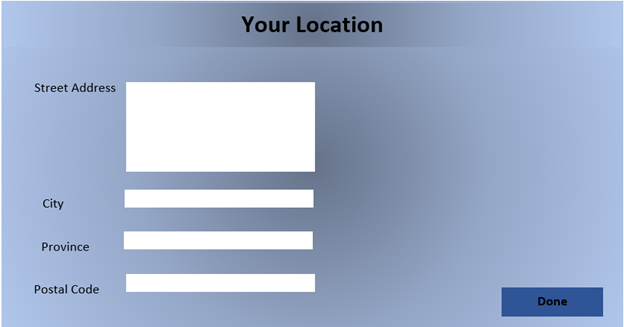 Your Location
Street Address
City
Province
Postal Code
Done